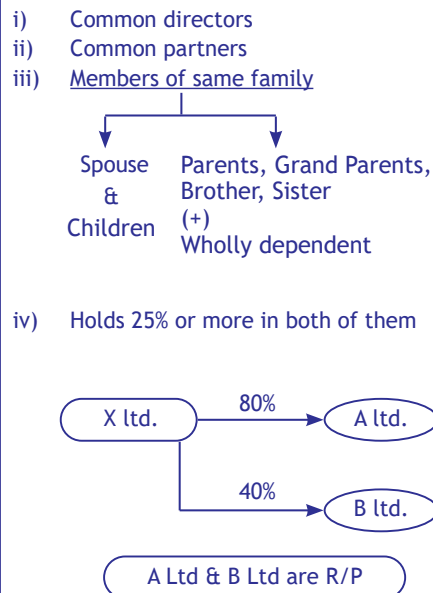 i) Common directors
ii) Common partners
iii) Members of same family
Spouse
&
Children
Parents, Grand Parents,
Brother, Sister
(+)
Wholly dependent
iv) Holds 25% or more in both of them
X ltd.
80%
A ltd.
40%
B ltd.
A Ltd & B Ltd are R/P